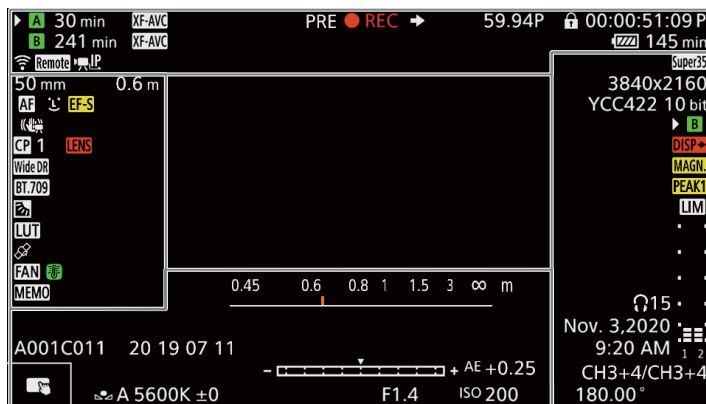 A 30 min XF-AVC PRE REC 59.94P 00:00:51:09 P
B 241 min XF-AVC 145 min
Remote IP Super35
50 mm 0.6 m 3840x2160
AF L EF-S YCC422 10 bit
B
CP 1 LENS DISP
Wide DR MAGN.
BT.709 PEAK1
LIM
LUT
FAN
MEMO
0.45 0.6 0.8 1 1.5 3 ∞ m
15
Nov. 3,2020
A001C011 20 19 07 11 9:20 AM 1 2
- + AE +0.25 CH3+4/CH3+4
A 5600K ±0 F1.4 ISO 200 180.00°